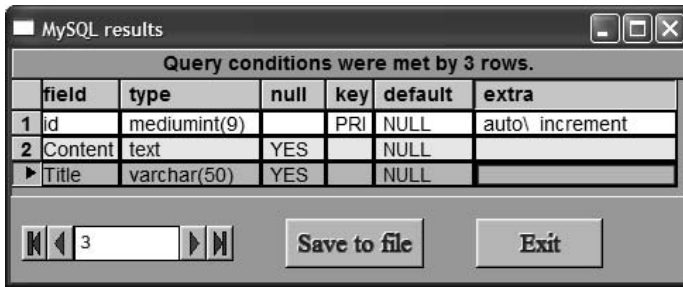 MySQL results
Query conditions were met by 3 rows.
field type null key default extra
1 id mediumint(9) PRI NULL auto\ increment
2 Content text YES NULL
Title varchar(50) YES NULL
3 Save to file Exit